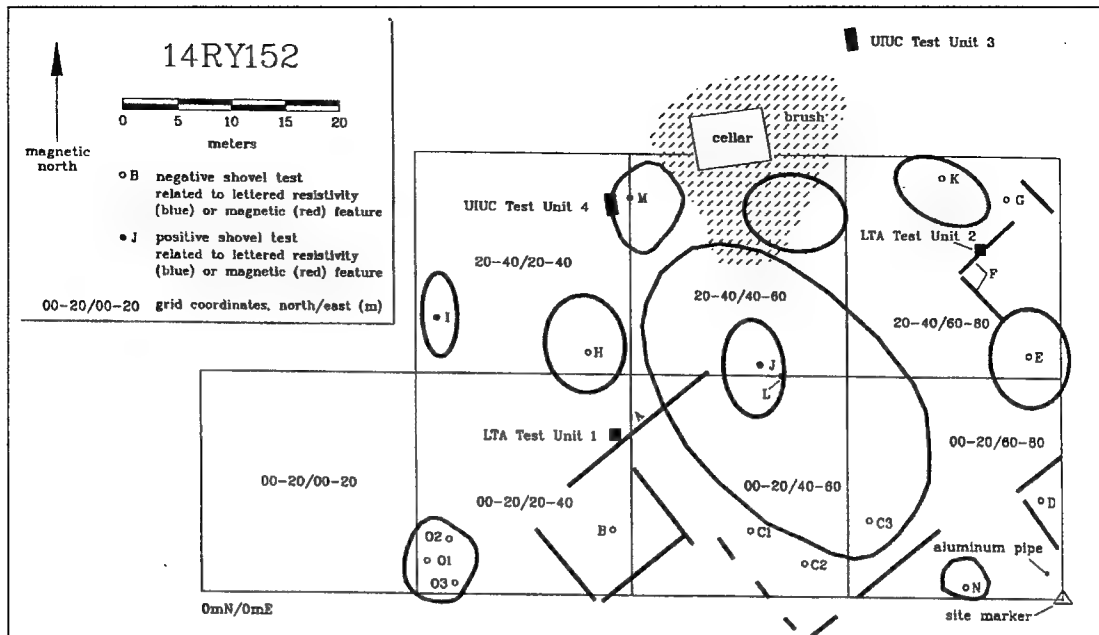 14RY152
UIUC Test Unit 3
0 5 10 15 20
meters
magnetic
north
brush
cellar
B negative shovel test
related to lettered resistivity
(blue) or magnetic (red) feature
J positive shovel test
related to lettered resistivity
(blue) or magnetic (red) feature
00-20/00-20 grid coordinates, north/east (m)
K
G
M
UIUC Test Unit 4
LTA Test Unit 2
F
20-40/20-40
20-40/40-60
20-40/60-80
I
H
J
E
L
A
LTA Test Unit 1
00-20/60-80
00-20/00-20
00-20/40-60
00-20/20-40
D
B
C1
C3
C2
O2
O1
O3
aluminum pipe
N
0mN/0mE
site marker